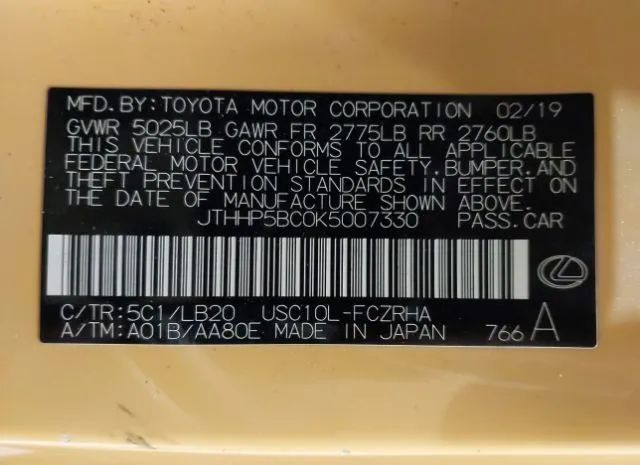 MFD.BY:TOYOTA MOTOR CORPORATION 02/19
GVWR 5025LB GAWR FR 2775LB RR 2760LB
THIS VEHICLE CONFORMS TO ALL APPLICABLE
FEDERAL MOTOR VEHICLE SAFETY,BUMPER,AND
THEFT PREVENTION STANDARDS IN EFFECT ON
THE DATE OF MANUFACTURE SHOWN ABOVE.
JTHHP5BC0K5007330 PASS.CAR
C/TR:5C1/LB20 USC10L-FCZRHA
A/TM:A01B/AA80E MADE IN JAPAN 766 A